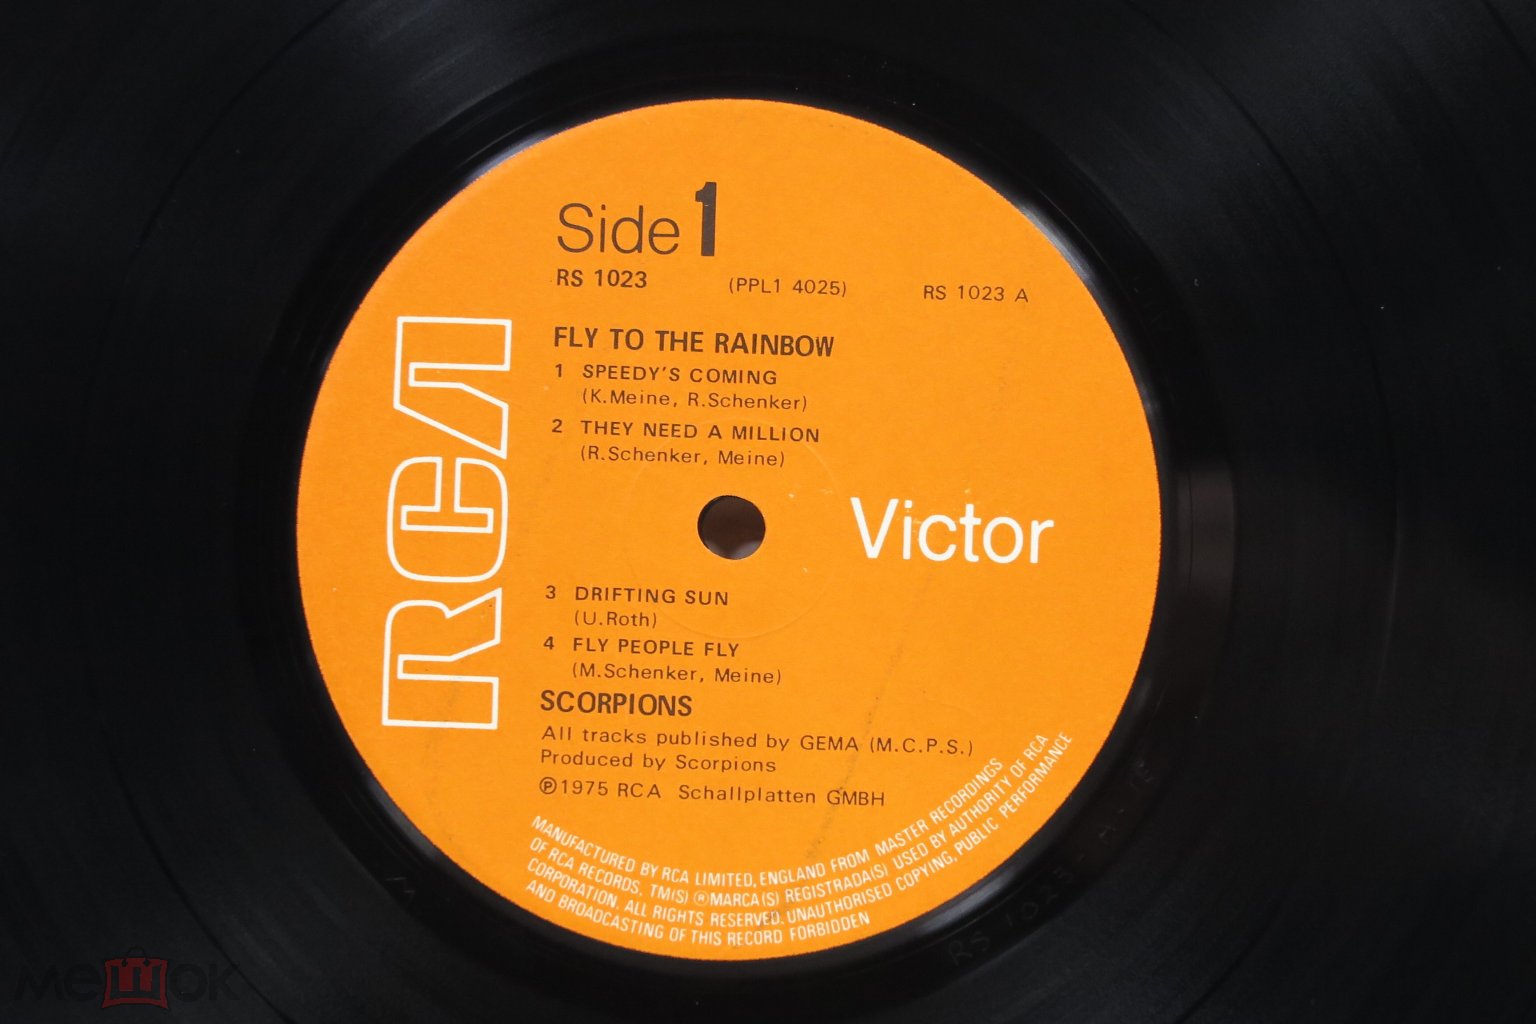 Side 1
RS 1023 (PPL1 4025) RS 1023 A
FLY TO THE RAINBOW
1 SPEEDY'S COMING
(K.Meine, R.Schenker)
2 THEY NEED A MILLION
(R.Schenker, Meine)
RCA
Victor
3 DRIFTING SUN
(U.Roth)
4 FLY PEOPLE FLY
(M.Schenker, Meine)
SCORPIONS
All tracks published by GEMA (M.C.P.S.)
Produced by Scorpions
℗1975 RCA Schallplatten GMBH
MANUFACTURED BY RCA LIMITED, ENGLAND FROM MASTER RECORDINGS
OF RCA RECORDS. TM(S) ®MARCA(S) REGISTRADA(S) USED BY AUTHORITY OF RCA
CORPORATION. ALL RIGHTS RESERVED. UNAUTHORISED COPYING, PUBLIC PERFORMANCE
AND BROADCASTING OF THIS RECORD FORBIDDEN
RS 1023 - A - 1E
мешок